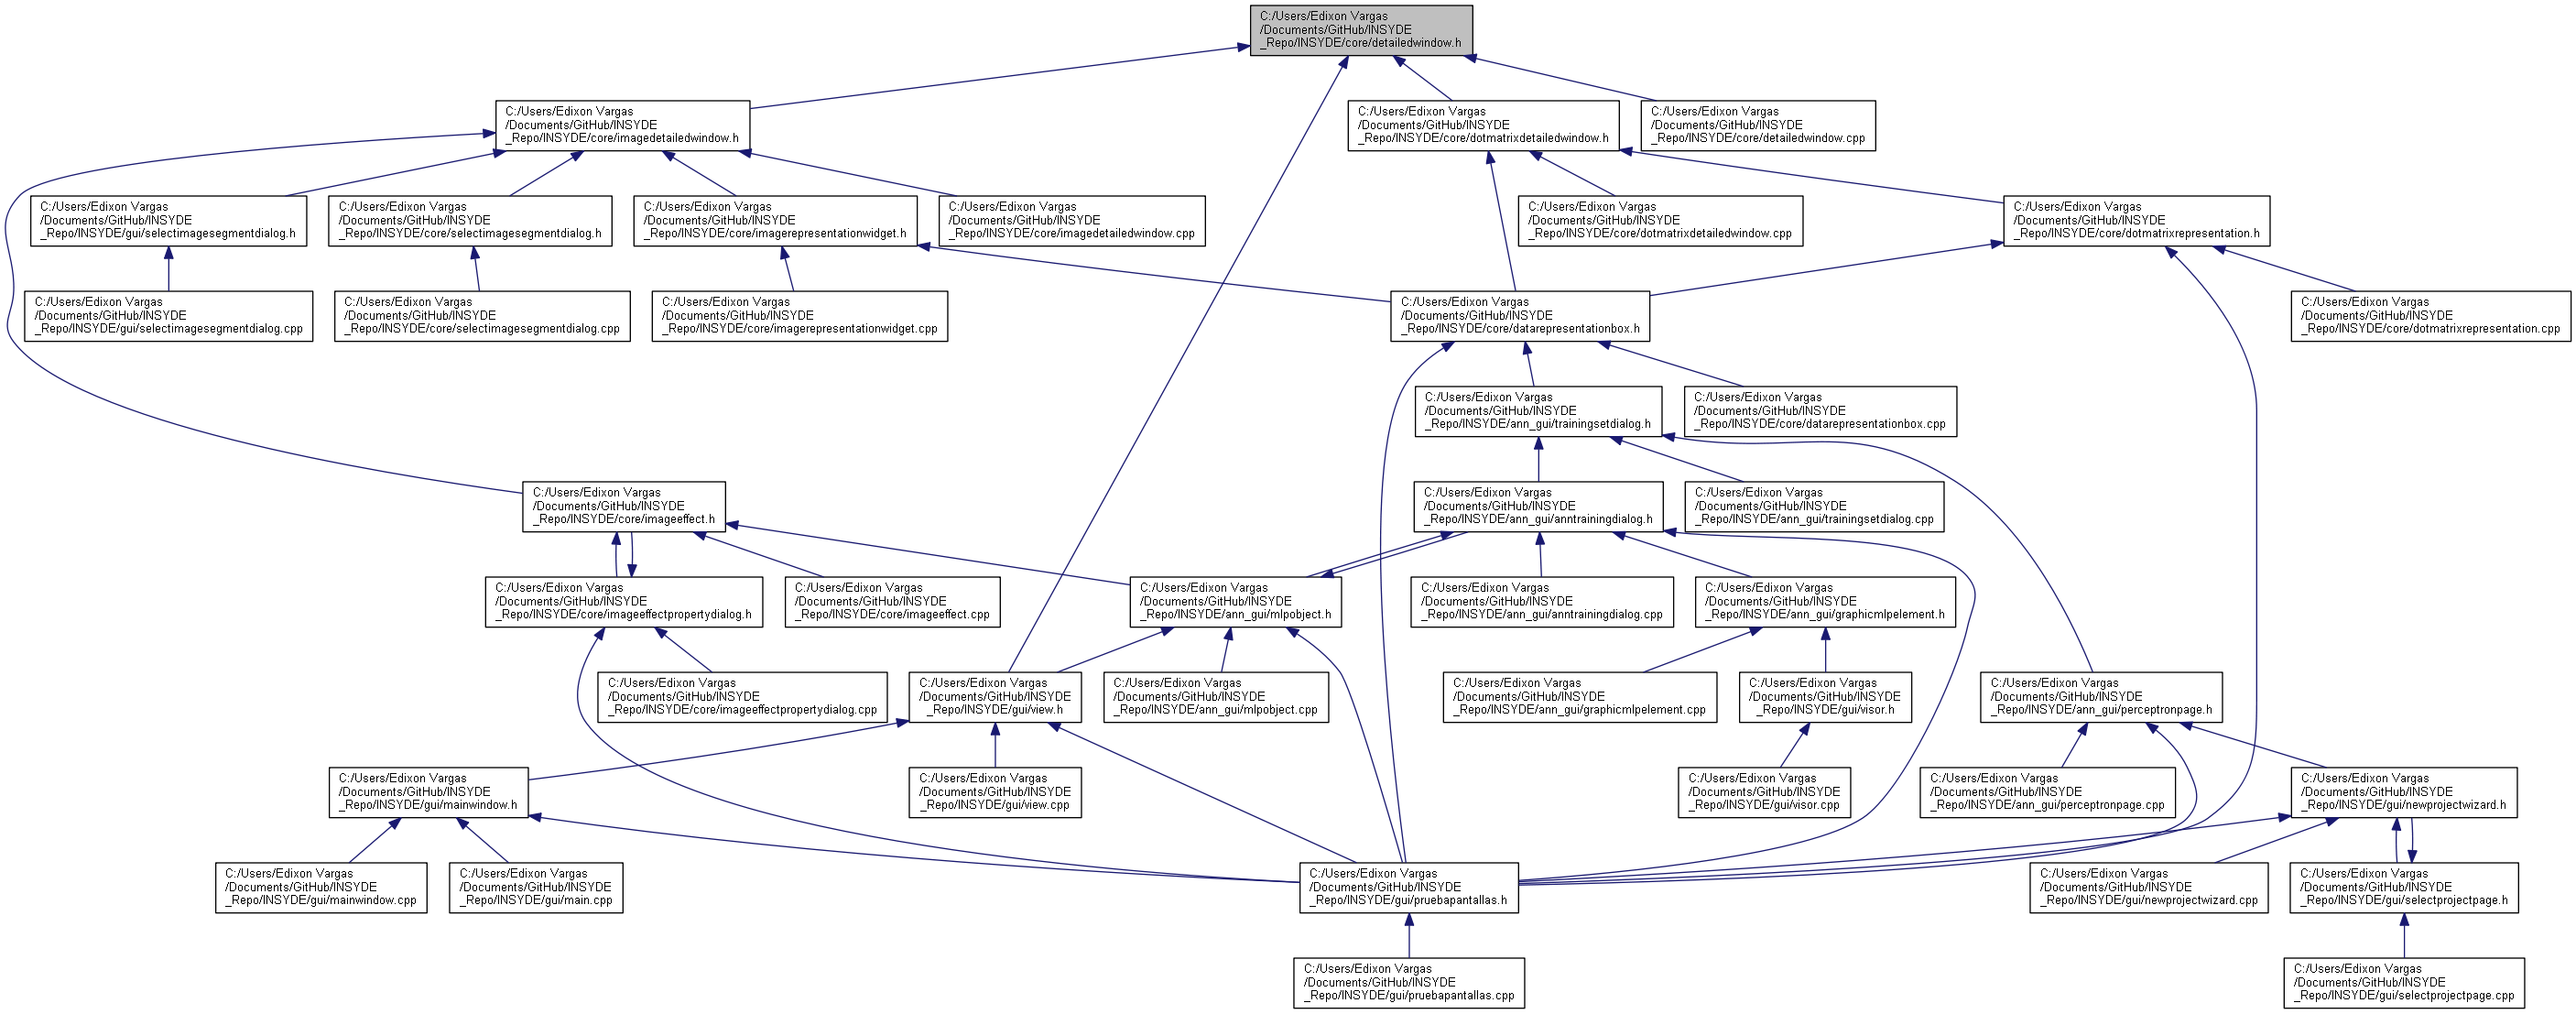 C:/Users/Edixon Vargas
/Documents/GitHub/INSYDE
_Repo/INSYDE/core/detailedwindow.h
C:/Users/Edixon Vargas
/Documents/GitHub/INSYDE
_Repo/INSYDE/core/imagedetailedwindow.h
C:/Users/Edixon Vargas
/Documents/GitHub/INSYDE
_Repo/INSYDE/core/dotmatrixdetailedwindow.h
C:/Users/Edixon Vargas
/Documents/GitHub/INSYDE
_Repo/INSYDE/core/detailedwindow.cpp
C:/Users/Edixon Vargas
/Documents/GitHub/INSYDE
_Repo/INSYDE/gui/selectimagesegmentdialog.h
C:/Users/Edixon Vargas
/Documents/GitHub/INSYDE
_Repo/INSYDE/core/selectimagesegmentdialog.h
C:/Users/Edixon Vargas
/Documents/GitHub/INSYDE
_Repo/INSYDE/core/imagerepresentationwidget.h
C:/Users/Edixon Vargas
/Documents/GitHub/INSYDE
_Repo/INSYDE/core/imagedetailedwindow.cpp
C:/Users/Edixon Vargas
/Documents/GitHub/INSYDE
_Repo/INSYDE/core/dotmatrixdetailedwindow.cpp
C:/Users/Edixon Vargas
/Documents/GitHub/INSYDE
_Repo/INSYDE/core/dotmatrixrepresentation.h
C:/Users/Edixon Vargas
/Documents/GitHub/INSYDE
_Repo/INSYDE/gui/selectimagesegmentdialog.cpp
C:/Users/Edixon Vargas
/Documents/GitHub/INSYDE
_Repo/INSYDE/core/selectimagesegmentdialog.cpp
C:/Users/Edixon Vargas
/Documents/GitHub/INSYDE
_Repo/INSYDE/core/imagerepresentationwidget.cpp
C:/Users/Edixon Vargas
/Documents/GitHub/INSYDE
_Repo/INSYDE/core/datarepresentationbox.h
C:/Users/Edixon Vargas
/Documents/GitHub/INSYDE
_Repo/INSYDE/core/dotmatrixrepresentation.cpp
C:/Users/Edixon Vargas
/Documents/GitHub/INSYDE
_Repo/INSYDE/ann_gui/trainingsetdialog.h
C:/Users/Edixon Vargas
/Documents/GitHub/INSYDE
_Repo/INSYDE/core/datarepresentationbox.cpp
C:/Users/Edixon Vargas
/Documents/GitHub/INSYDE
_Repo/INSYDE/core/imageeffect.h
C:/Users/Edixon Vargas
/Documents/GitHub/INSYDE
_Repo/INSYDE/ann_gui/anntrainingdialog.h
C:/Users/Edixon Vargas
/Documents/GitHub/INSYDE
_Repo/INSYDE/ann_gui/trainingsetdialog.cpp
C:/Users/Edixon Vargas
/Documents/GitHub/INSYDE
_Repo/INSYDE/core/imageeffectpropertydialog.h
C:/Users/Edixon Vargas
/Documents/GitHub/INSYDE
_Repo/INSYDE/core/imageeffect.cpp
C:/Users/Edixon Vargas
/Documents/GitHub/INSYDE
_Repo/INSYDE/ann_gui/mlpobject.h
C:/Users/Edixon Vargas
/Documents/GitHub/INSYDE
_Repo/INSYDE/ann_gui/anntrainingdialog.cpp
C:/Users/Edixon Vargas
/Documents/GitHub/INSYDE
_Repo/INSYDE/ann_gui/graphicmlpelement.h
C:/Users/Edixon Vargas
/Documents/GitHub/INSYDE
_Repo/INSYDE/core/imageeffectpropertydialog.cpp
C:/Users/Edixon Vargas
/Documents/GitHub/INSYDE
_Repo/INSYDE/gui/view.h
C:/Users/Edixon Vargas
/Documents/GitHub/INSYDE
_Repo/INSYDE/ann_gui/mlpobject.cpp
C:/Users/Edixon Vargas
/Documents/GitHub/INSYDE
_Repo/INSYDE/ann_gui/graphicmlpelement.cpp
C:/Users/Edixon Vargas
/Documents/GitHub/INSYDE
_Repo/INSYDE/gui/visor.h
C:/Users/Edixon Vargas
/Documents/GitHub/INSYDE
_Repo/INSYDE/ann_gui/perceptronpage.h
C:/Users/Edixon Vargas
/Documents/GitHub/INSYDE
_Repo/INSYDE/gui/mainwindow.h
C:/Users/Edixon Vargas
/Documents/GitHub/INSYDE
_Repo/INSYDE/gui/view.cpp
C:/Users/Edixon Vargas
/Documents/GitHub/INSYDE
_Repo/INSYDE/gui/visor.cpp
C:/Users/Edixon Vargas
/Documents/GitHub/INSYDE
_Repo/INSYDE/ann_gui/perceptronpage.cpp
C:/Users/Edixon Vargas
/Documents/GitHub/INSYDE
_Repo/INSYDE/gui/newprojectwizard.h
C:/Users/Edixon Vargas
/Documents/GitHub/INSYDE
_Repo/INSYDE/gui/mainwindow.cpp
C:/Users/Edixon Vargas
/Documents/GitHub/INSYDE
_Repo/INSYDE/gui/main.cpp
C:/Users/Edixon Vargas
/Documents/GitHub/INSYDE
_Repo/INSYDE/gui/pruebapantallas.h
C:/Users/Edixon Vargas
/Documents/GitHub/INSYDE
_Repo/INSYDE/gui/newprojectwizard.cpp
C:/Users/Edixon Vargas
/Documents/GitHub/INSYDE
_Repo/INSYDE/gui/selectprojectpage.h
C:/Users/Edixon Vargas
/Documents/GitHub/INSYDE
_Repo/INSYDE/gui/pruebapantallas.cpp
C:/Users/Edixon Vargas
/Documents/GitHub/INSYDE
_Repo/INSYDE/gui/selectprojectpage.cpp